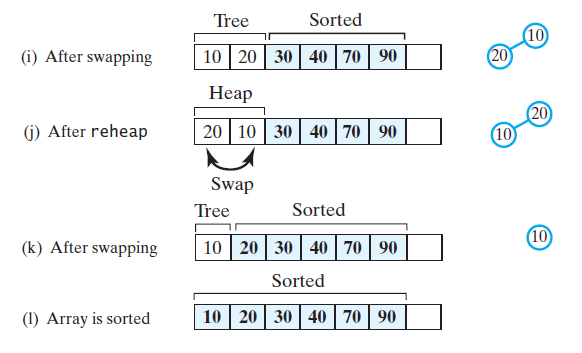 Tree Sorted
10
(i) After swapping 10 20 30 40 70 90 20
Heap
20
(j) After reheap 20 10 30 40 70 90 10
Swap
Tree Sorted
(k) After swapping 10 20 30 40 70 90 10
Sorted
(l) Array is sorted 10 20 30 40 70 90